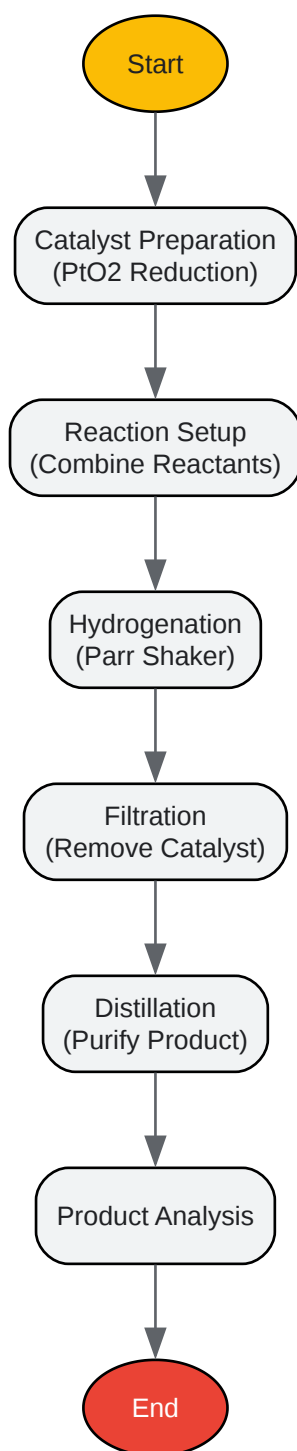 Start
Catalyst Preparation
(PtO2 Reduction)
Reaction Setup
(Combine Reactants)
Hydrogenation
(Parr Shaker)
Filtration
(Remove Catalyst)
Distillation
(Purify Product)
Product Analysis
End